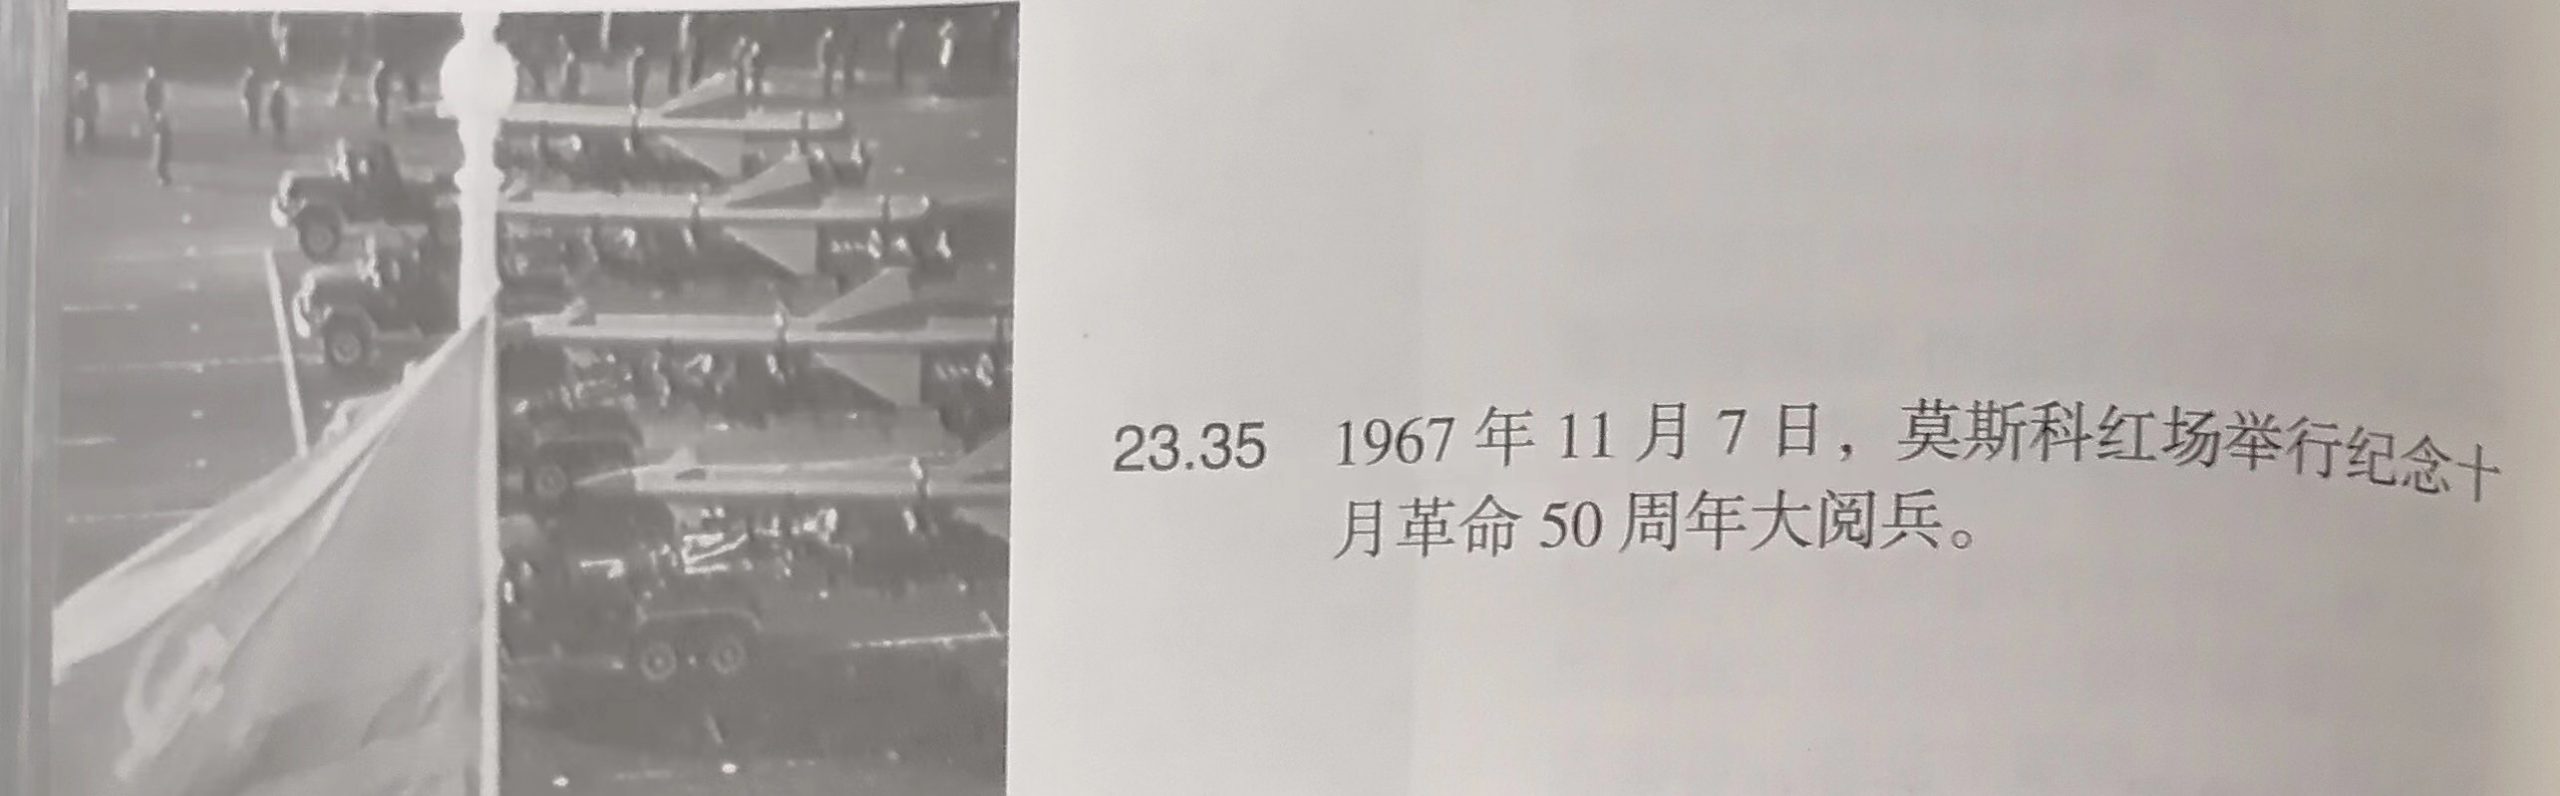 23.35 1967 年 11 月 7 日，莫斯科红场举行纪念十
月革命 50 周年大阅兵。